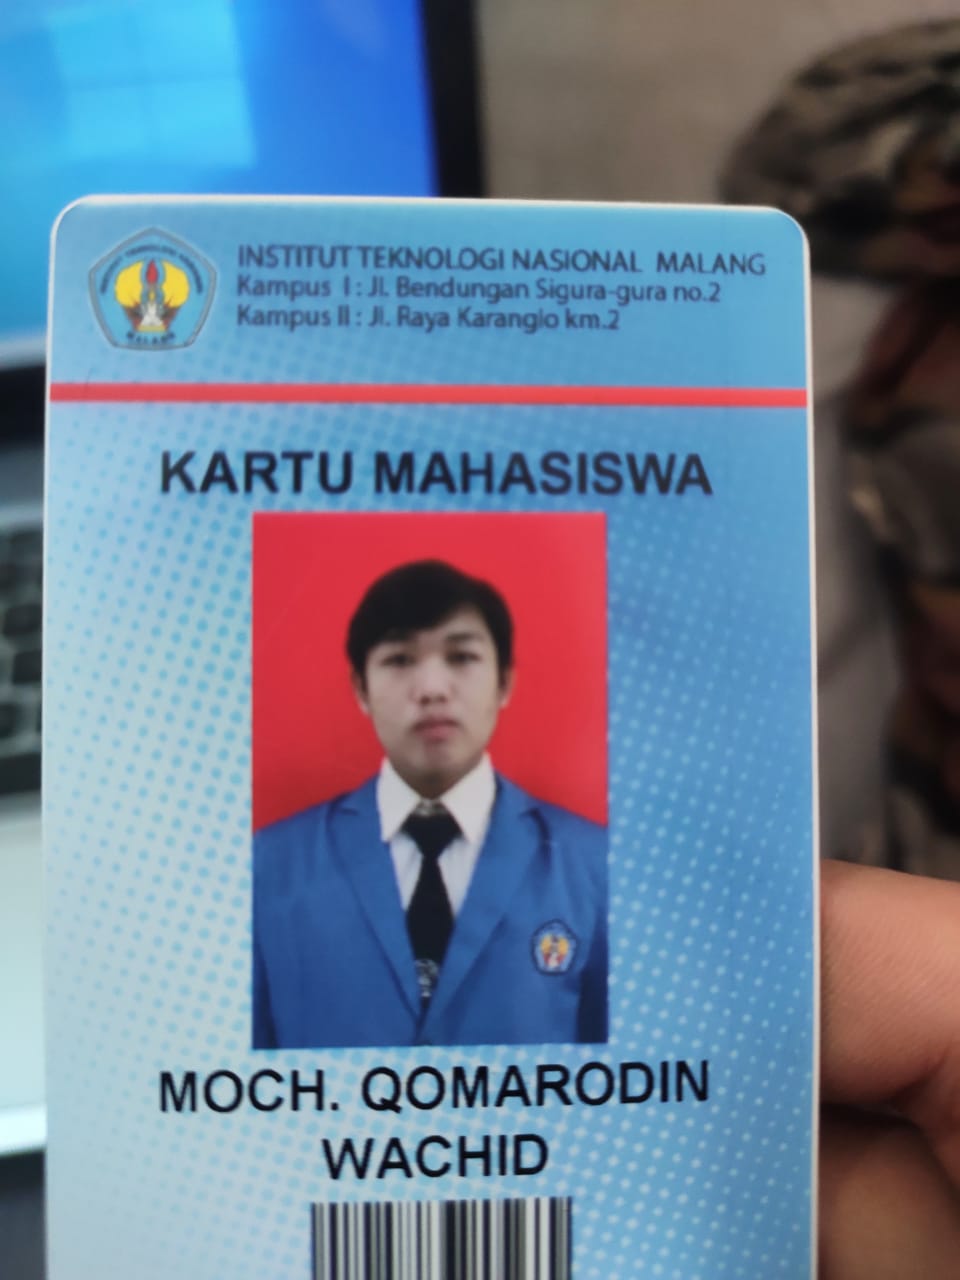 INSTITUT TEKNOLOGI NASIONAL MALANG
Kampus I : Jl. Bendungan Sigura-gura no.2
Kampus II : Jl. Raya Karanglo km.2
KARTU MAHASISWA
MOCH. QOMARODIN
WACHID